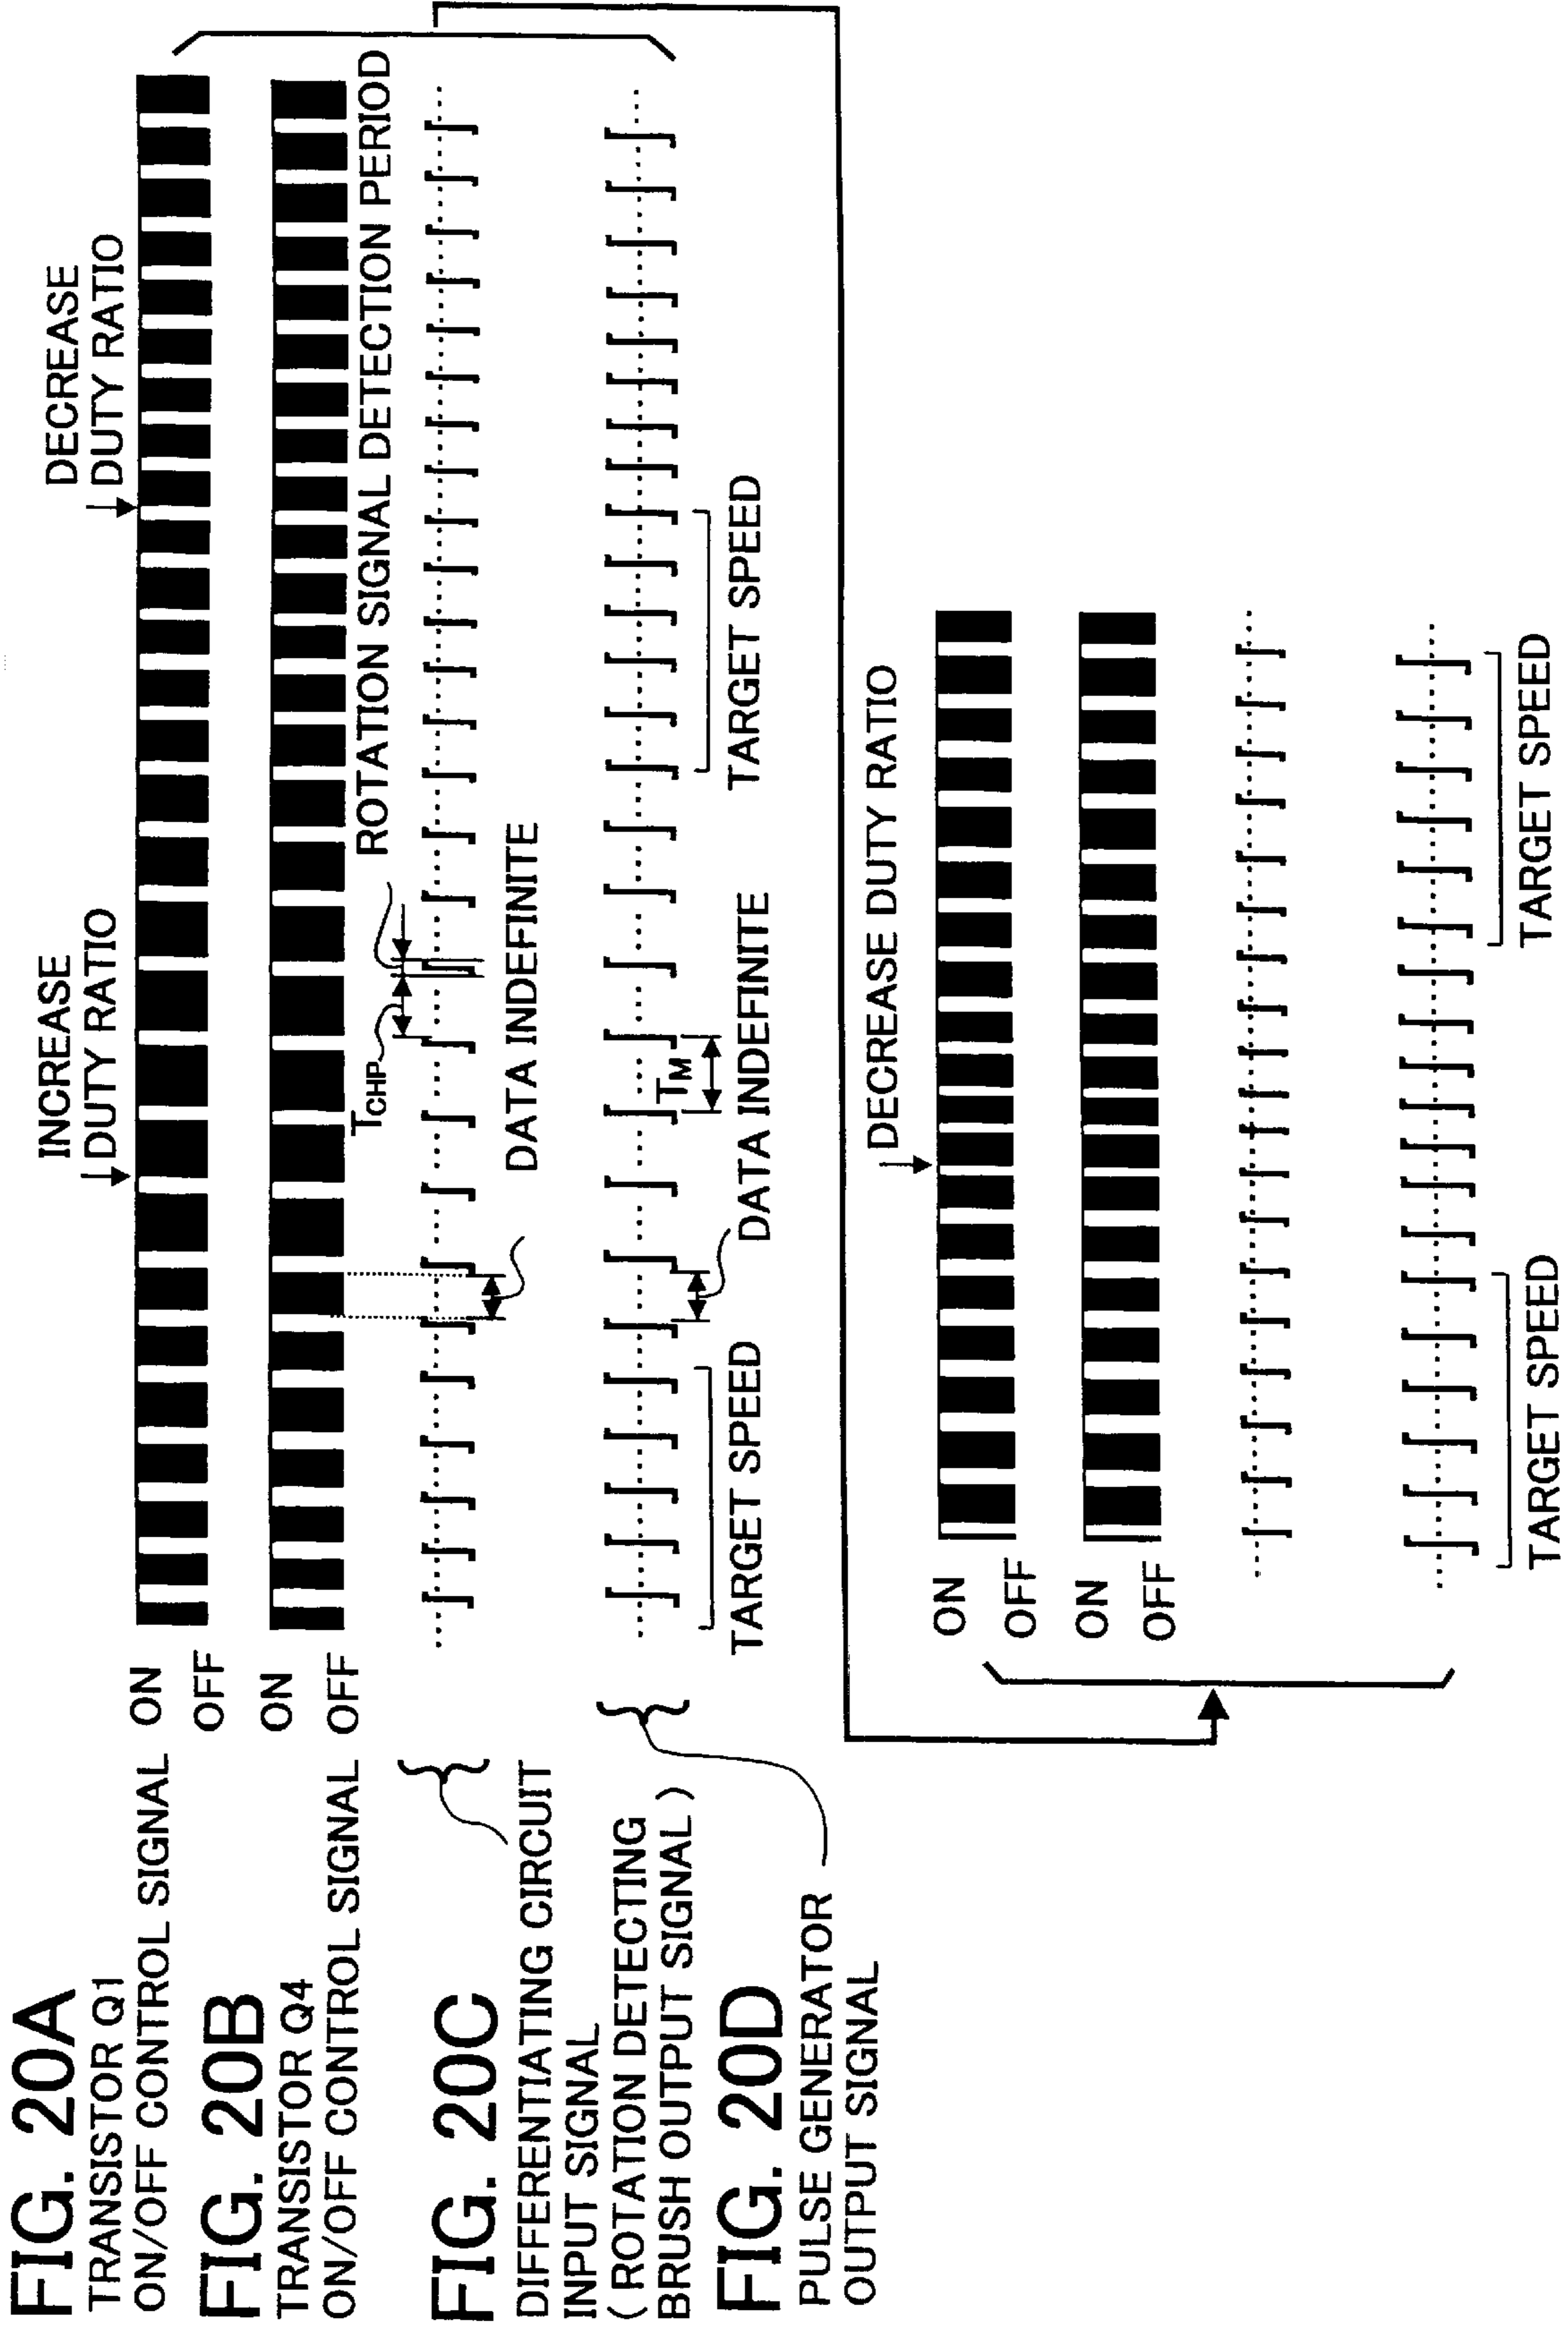 FIG. 20A
TRANSISTOR Q1
ON/OFF CONTROL SIGNAL
ON
OFF
INCREASE
DUTY RATIO
DECREASE
DUTY RATIO
FIG. 20B
TRANSISTOR Q4
ON/OFF CONTROL SIGNAL
ON
OFF
TCHP
ROTATION SIGNAL DETECTION PERIOD
FIG. 20C
DIFFERENTIATING CIRCUIT
INPUT SIGNAL
(ROTATION DETECTING
BRUSH OUTPUT SIGNAL)
DATA INDEFINITE
FIG. 20D
PULSE GENERATOR
OUTPUT SIGNAL
TM
TARGET SPEED
DATA INDEFINITE
TARGET SPEED
DECREASE DUTY RATIO
ON
OFF
ON
OFF
TARGET SPEED
TARGET SPEED